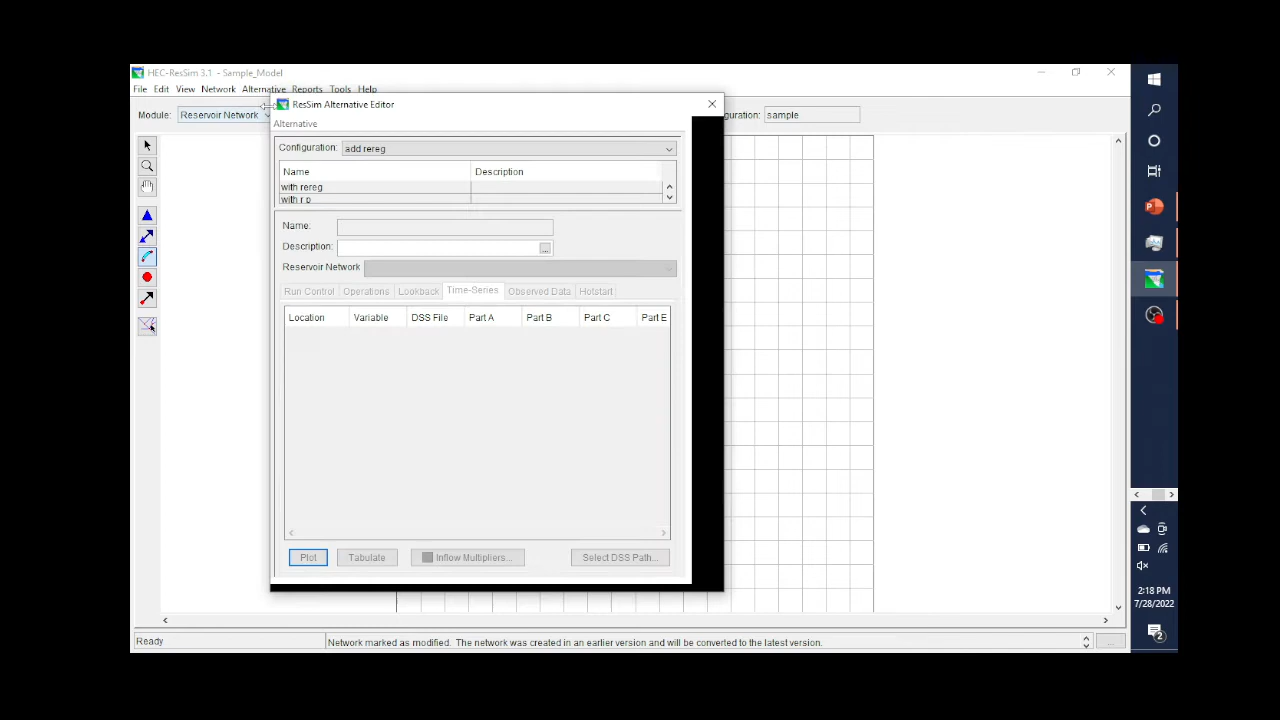 HEC-ResSim 3.1 - Sample_Model
File Edit View Network Alternative Reports Tools Help
Module: Reservoir Network
guration: sample
ResSim Alternative Editor
Alternative
Configuration: add rereg
Name Description
with rereg
with r p
Name:
Description: ...
Reservoir Network
Run Control Operations Lookback Time-Series Observed Data Hotstart
Location Variable DSS File Part A Part B Part C Part E
Plot Tabulate Inflow Multipliers... Select DSS Path...
Ready
Network marked as modified. The network was created in an earlier version and will be converted to the latest version.
...
2:18 PM
7/28/2022
2